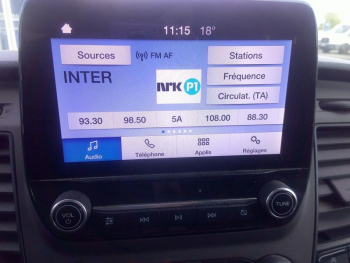 11:15 18°
Sources FM AF Stations
INTER NRK P1 Fréquence
Circulat. (TA)
93.30 98.50 5A 108.00 88.30
Audio Téléphone Applis Réglages
VOL TUNE